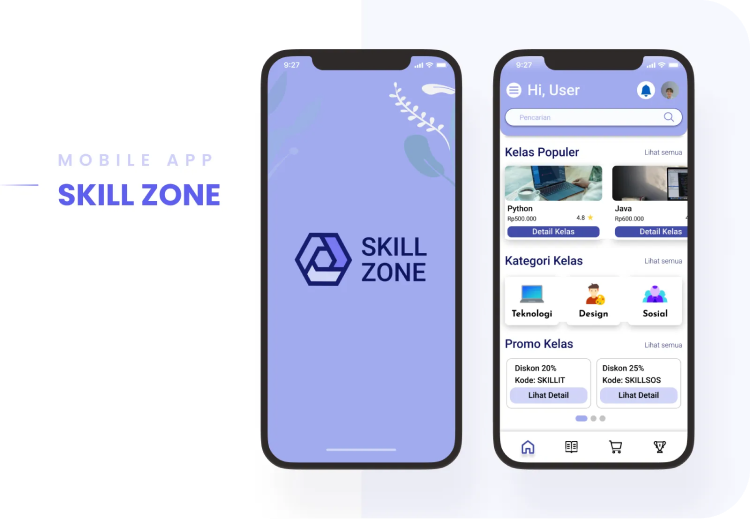 MOBILE APP
SKILL ZONE
9:27
SKILL
ZONE
9:27
Hi, User
Pencarian
Kelas Populer
Lihat semua
Python
Rp500.000
4.8
Detail Kelas
Java
Rp600.000
4
Detail Kelas
Kategori Kelas
Lihat semua
Teknologi
Design
Sosial
Promo Kelas
Lihat semua
Diskon 20%
Kode: SKILLIT
Lihat Detail
Diskon 25%
Kode: SKILLSOS
Lihat Detail